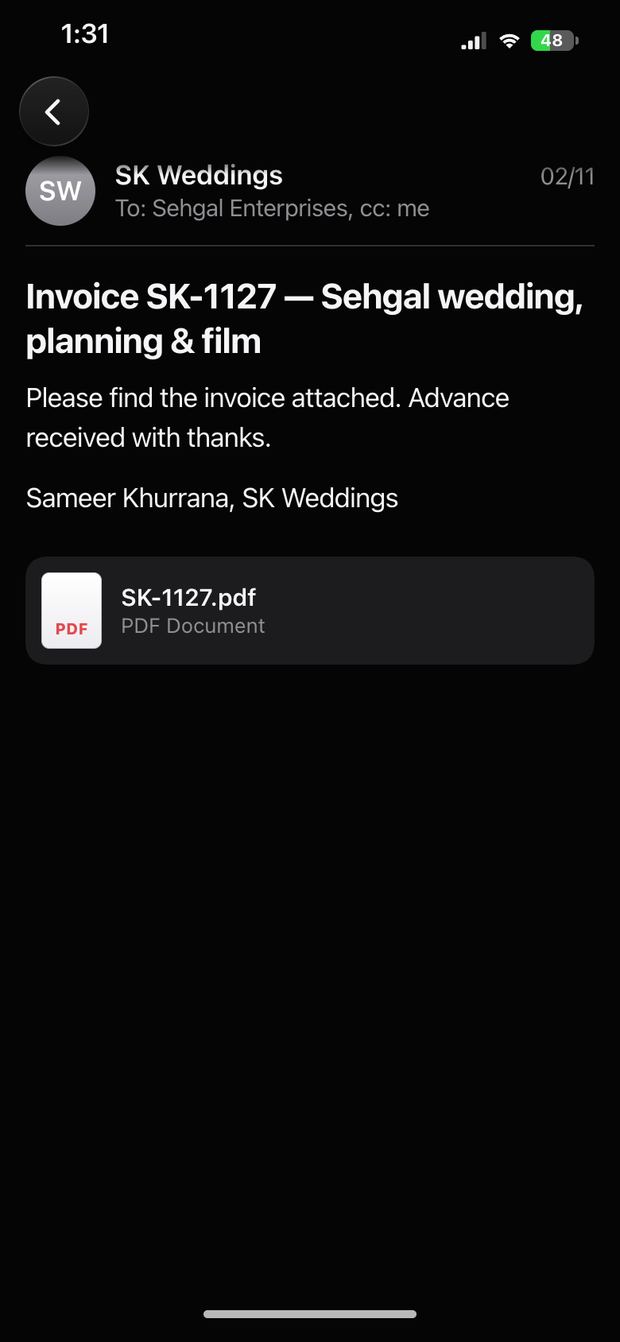 1:31
48
SW
SK Weddings
02/11
To: Sehgal Enterprises, cc: me
Invoice SK-1127 — Sehgal wedding,
planning & film
Please find the invoice attached. Advance
received with thanks.
Sameer Khurrana, SK Weddings
PDF
SK-1127.pdf
PDF Document